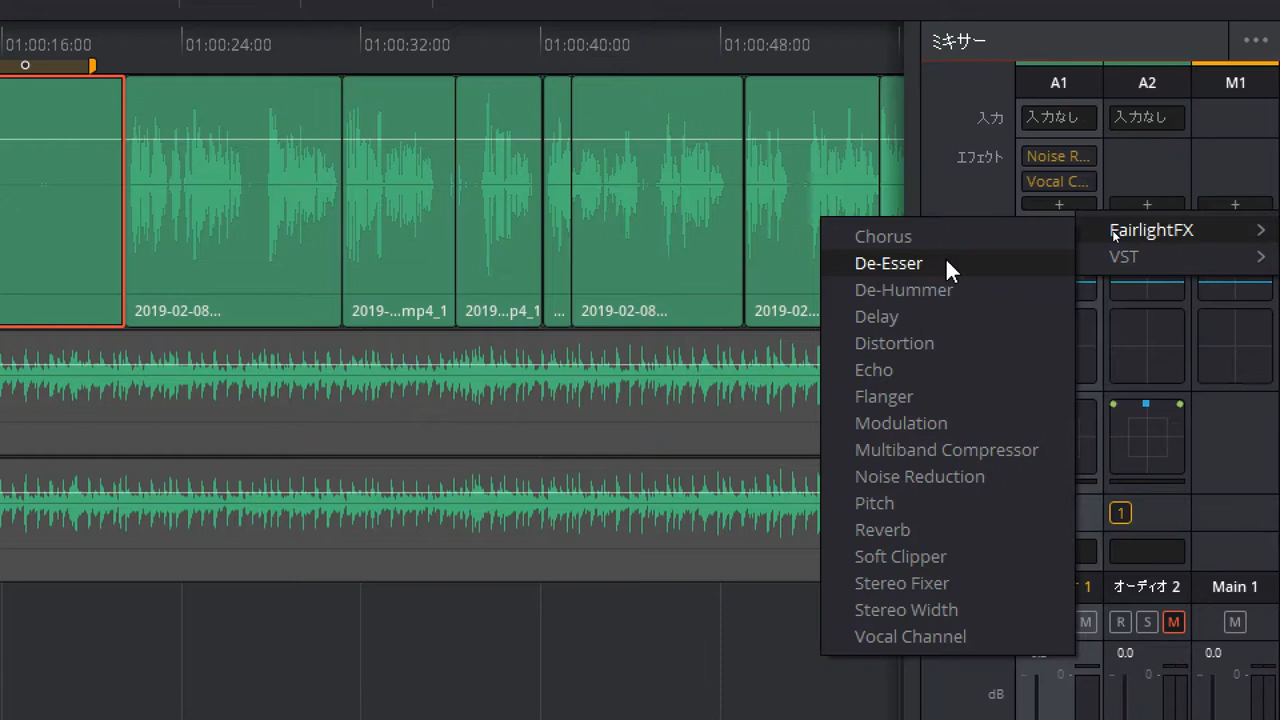 01:00:16:00
01:00:24:00
01:00:32:00
01:00:40:00
01:00:48:00
ミキサー
A1
A2
M1
入力
入力なし
入力なし
エフェクト
Noise R...
Vocal C...
+
+
+
FairlightFX
VST
Chorus
De-Esser
De-Hummer
Delay
Distortion
Echo
Flanger
Modulation
Multiband Compressor
Noise Reduction
Pitch
Reverb
Soft Clipper
Stereo Fixer
Stereo Width
Vocal Channel
2019-02-08...
2019-...mp4_1
2019...p4_1
...
2019-02-08...
2019-02...
1
1
オーディオ 2
Main 1
M
R
S
M
M
0.0
0.0
0-
0-
0-
dB